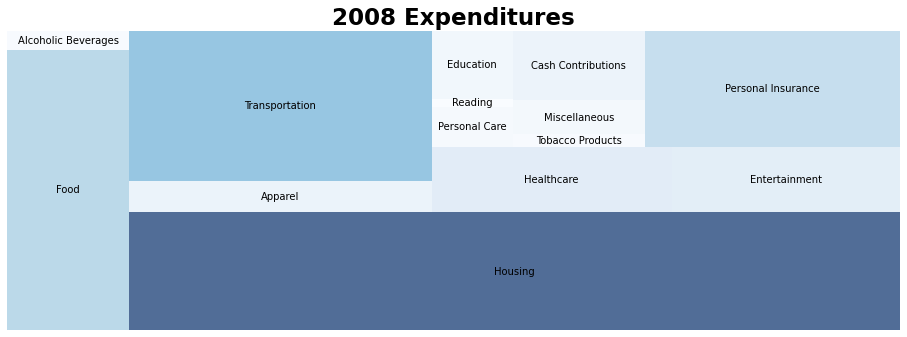 2008 Expenditures
Alcoholic Beverages
Food
Transportation
Apparel
Education
Reading
Personal Care
Cash Contributions
Miscellaneous
Tobacco Products
Personal Insurance
Healthcare
Entertainment
Housing